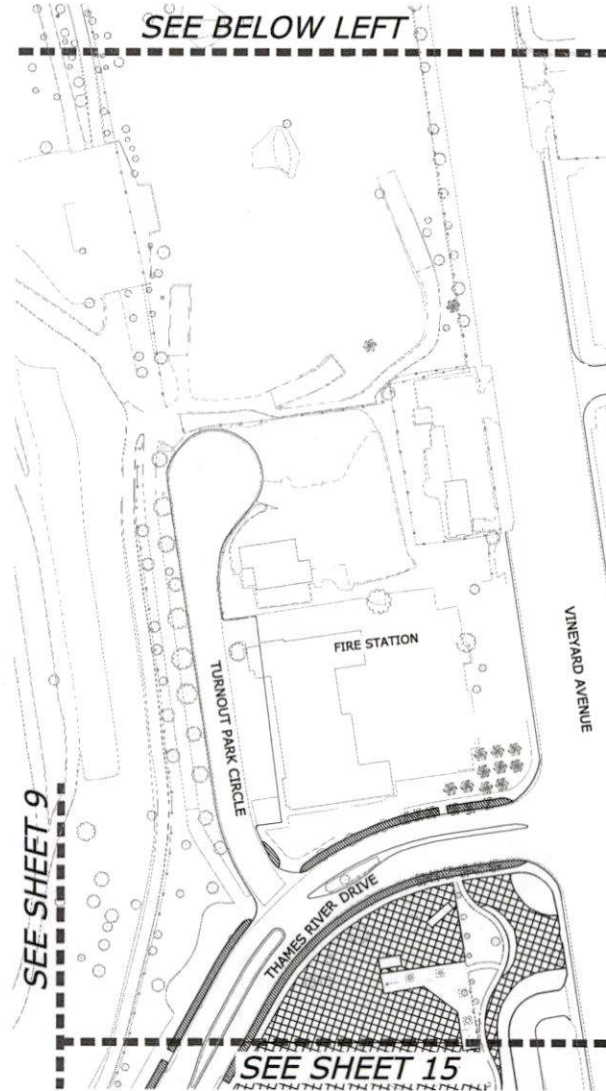 SEE BELOW LEFT
FIRE STATION
VINEYARD AVENUE
TURNOUT PARK CIRCLE
SEE SHEET 9
THAMES RIVER DRIVE
SEE SHEET 15